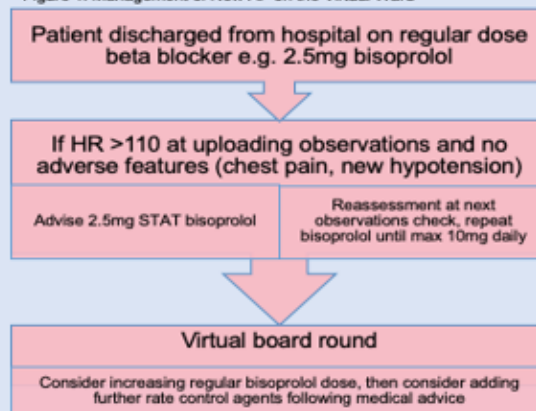 Patient discharged from hospital on regular dose
beta blocker e.g. 2.5mg bisoprolol
If HR >110 at uploading observations and no
adverse features (chest pain, new hypotension)
Advise 2.5mg STAT bisoprolol
Reassessment at next
observations check, repeat
bisoprolol until max 10mg daily
Virtual board round
Consider increasing regular bisoprolol dose, then consider adding
further rate control agents following medical advice